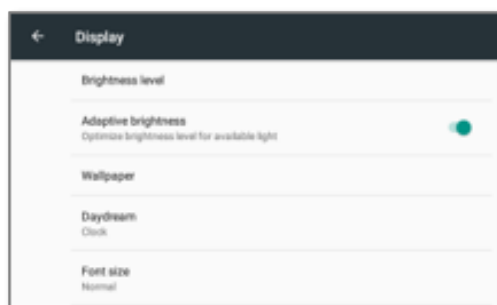 Display
Brightness level
Adaptive brightness
Optimize brightness level for available light
Wallpaper
Daydream
Clock
Font size
Normal